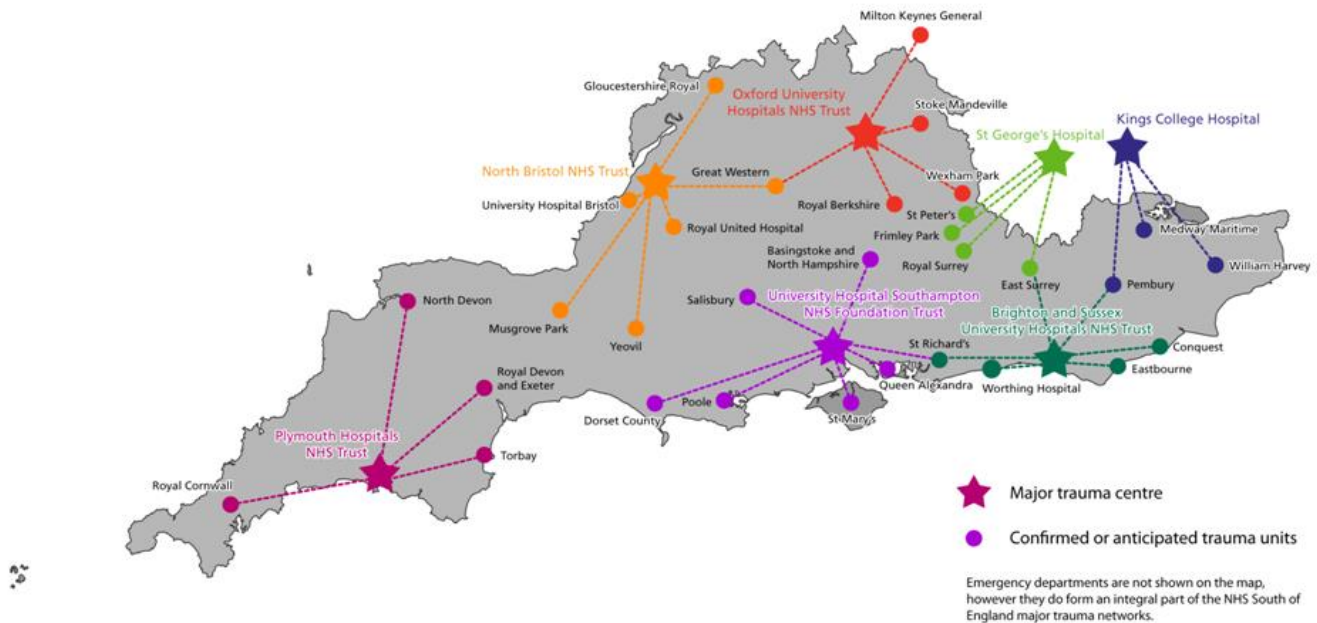 Milton Keynes General
Gloucestershire Royal
Oxford University
Hospitals NHS Trust
Stoke Mandeville
St George's Hospital
Kings College Hospital
North Bristol NHS Trust
Great Western
Wexham Park
University Hospital Bristol
Royal Berkshire
St Peter's
Royal United Hospital
Frimley Park
Medway Maritime
Basingstoke and
North Hampshire
Royal Surrey
William Harvey
East Surrey
Pembury
North Devon
Salisbury
University Hospital Southampton
NHS Foundation Trust
Brighton and Sussex
University Hospitals NHS Trust
Musgrove Park
Yeovil
St Richard's
Conquest
Royal Devon
and Exeter
Eastbourne
Queen Alexandra
Worthing Hospital
Poole
Dorset County
St Mary's
Plymouth Hospitals
NHS Trust
Torbay
Royal Cornwall
Major trauma centre
Confirmed or anticipated trauma units
Emergency departments are not shown on the map,
however they do form an integral part of the NHS South of
England major trauma networks.